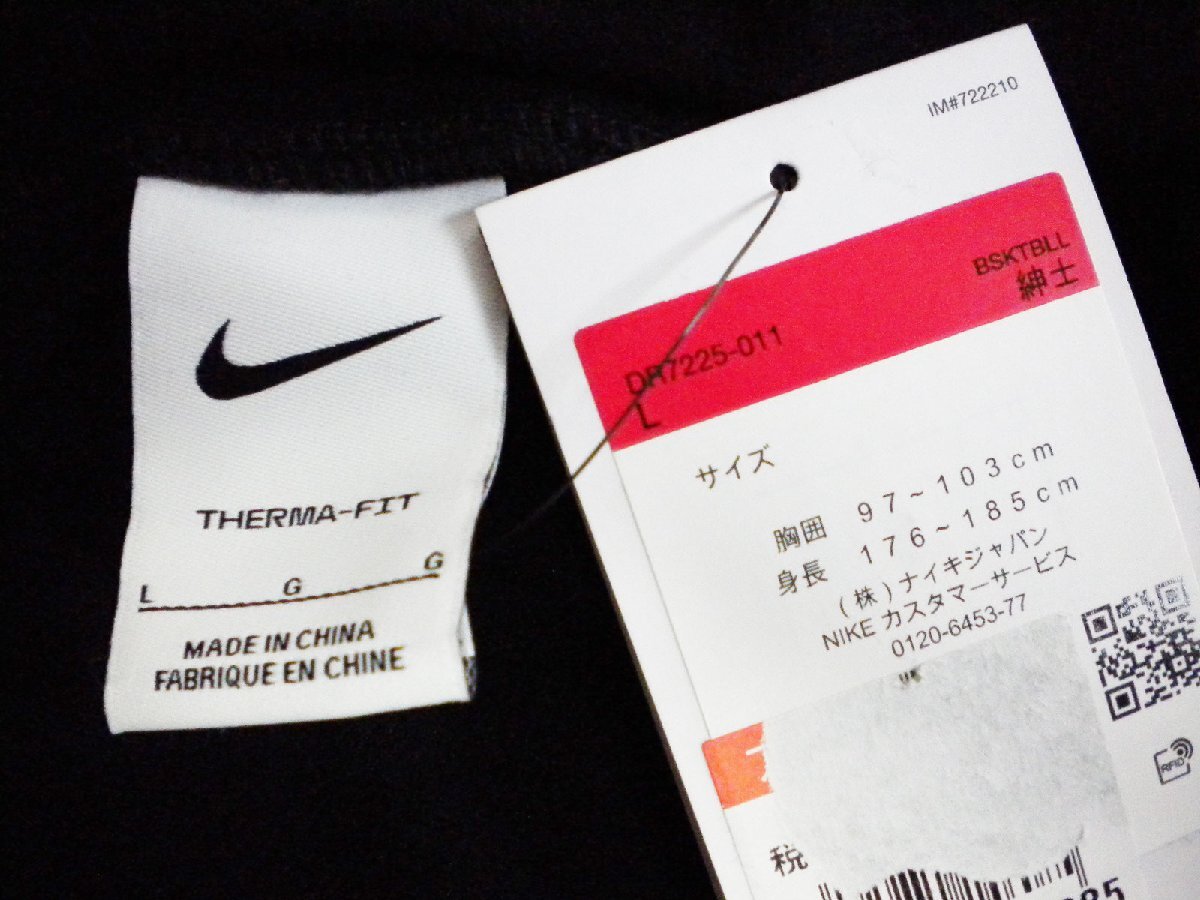 THERMA-FIT
L G G
MADE IN CHINA
FABRIQUE EN CHINE
IM#722210
BSKTBLL
紳士
DR7225-011
L
サイズ
胸囲 97~103cm
身長 176~185cm
(株)ナイキジャパン
NIKE カスタマーサービス
0120-6453-77
RFID
税